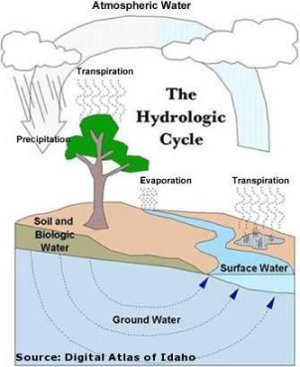 Atmospheric Water
Transpiration
The
Hydrologic
Cycle
Precipitation
Evaporation
Transpiration
Soil and
Biologic
Water
Surface Water
Ground Water
Source: Digital Atlas of Idaho